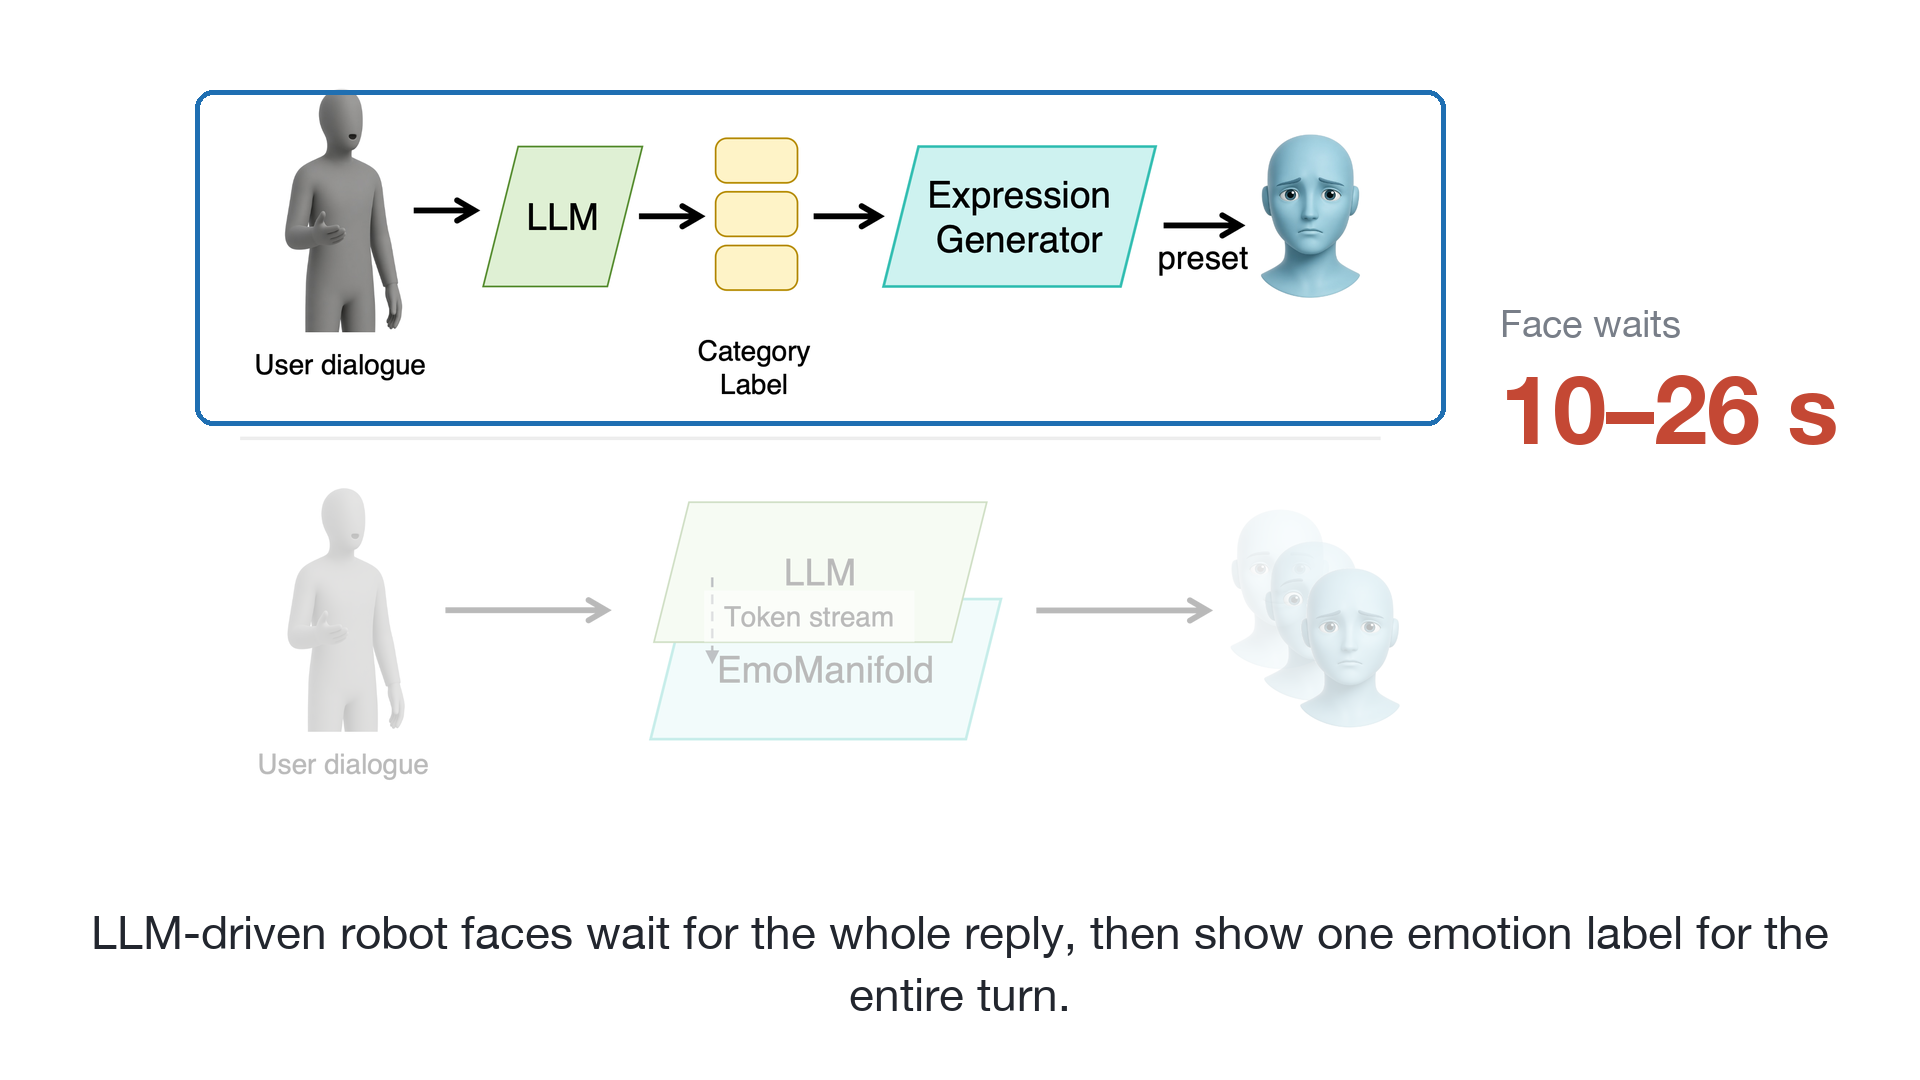 LLM
Expression
Generator
preset
User dialogue
Category
Label
Face waits
10–26 s
LLM
Token stream
EmoManifold
User dialogue
LLM-driven robot faces wait for the whole reply, then show one emotion label for the
entire turn.